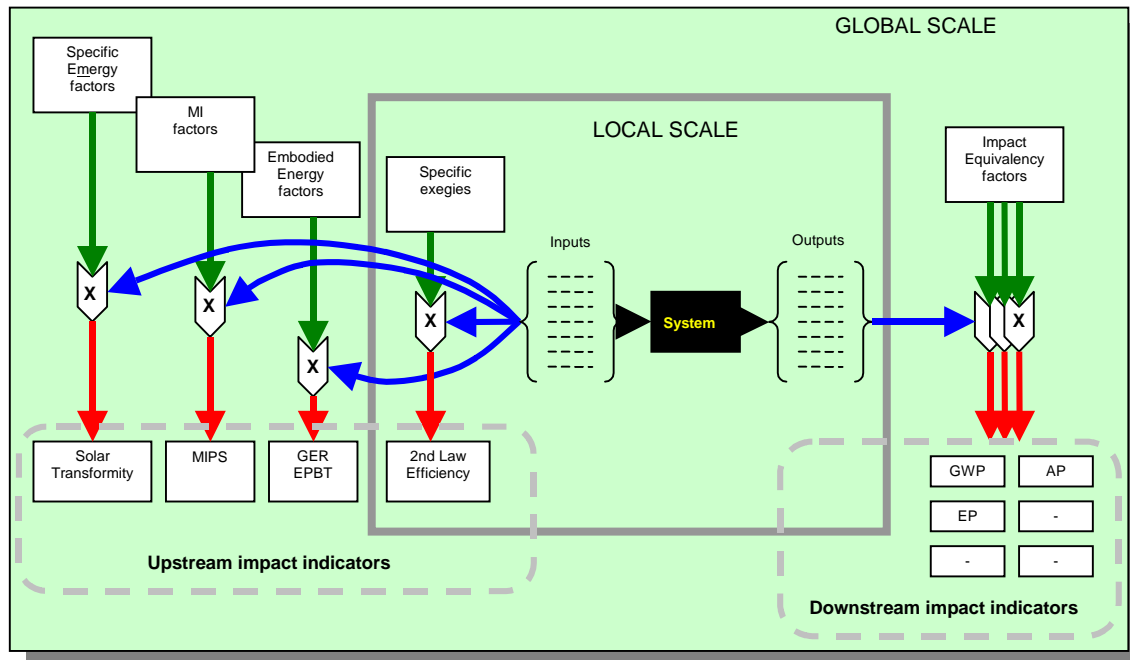 GLOBAL SCALE
Specific
Emergy
factors
MI
factors
Embodied
Energy
factors
LOCAL SCALE
Specific
exegies
Impact
Equivalency
factors
Inputs
Outputs
X
X
X
X
X
System
Solar
Transformity
MIPS
GER
EPBT
2nd Law
Efficiency
GWP
AP
EP
-
-
-
Upstream impact indicators
Downstream impact indicators